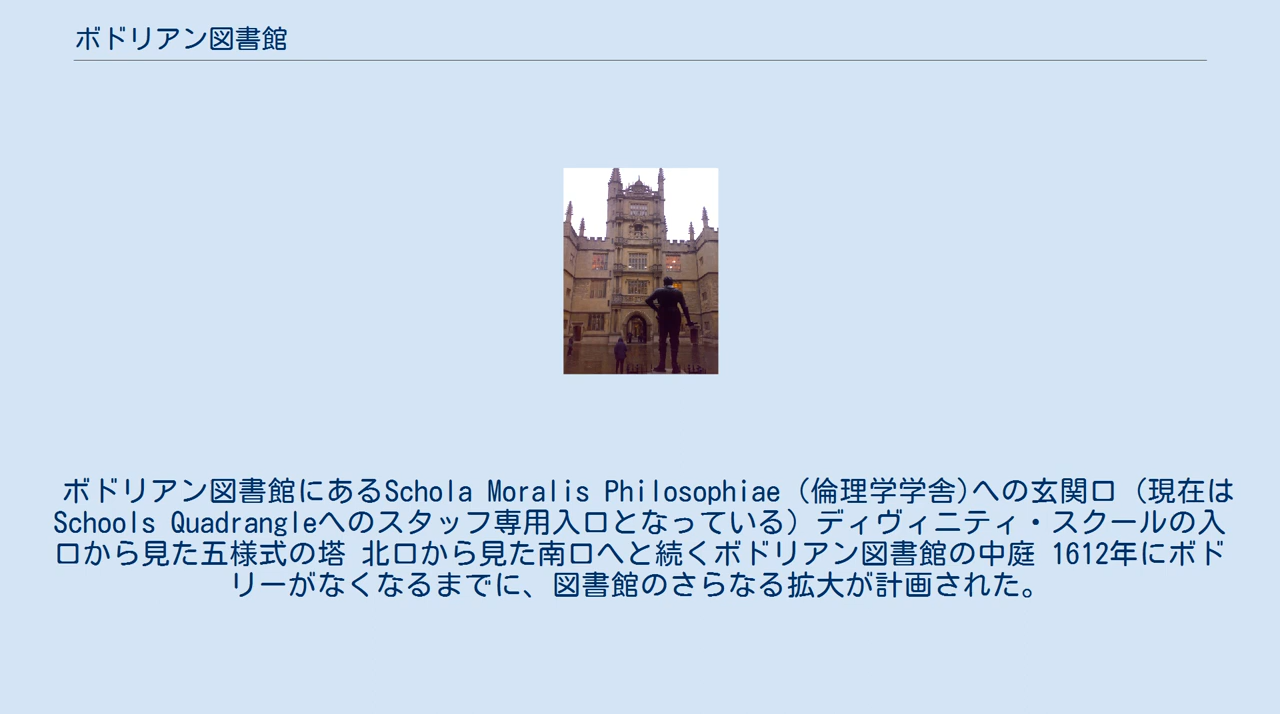 ボドリアン図書館
ボドリアン図書館にあるSchola Moralis Philosophiae (倫理学学舎)への玄関口 (現在は
Schools Quadrangleへのスタッフ専用入口となっている) ディヴィニティ・スクールの入
口から見た五様式の塔 北口から見た南口へと続くボドリアン図書館の中庭 1612年にボド
リーがなくなるまでに、図書館のさらなる拡大が計画された。